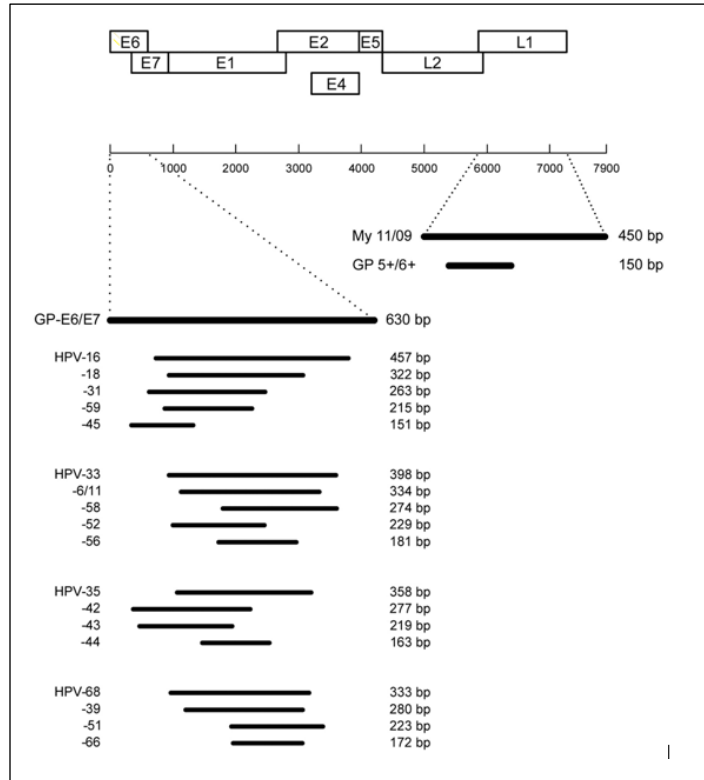 E6 E2 E5 L1
E7 E1 L2
E4
0 1000 2000 3000 4000 5000 6000 7000 7900
My 11/09 450 bp
GP 5+/6+ 150 bp
GP-E6/E7 630 bp
HPV-16 457 bp
-18 322 bp
-31 263 bp
-59 215 bp
-45 151 bp
HPV-33 398 bp
-6/11 334 bp
-58 274 bp
-52 229 bp
-56 181 bp
HPV-35 358 bp
-42 277 bp
-43 219 bp
-44 163 bp
HPV-68 333 bp
-39 280 bp
-51 223 bp
-66 172 bp